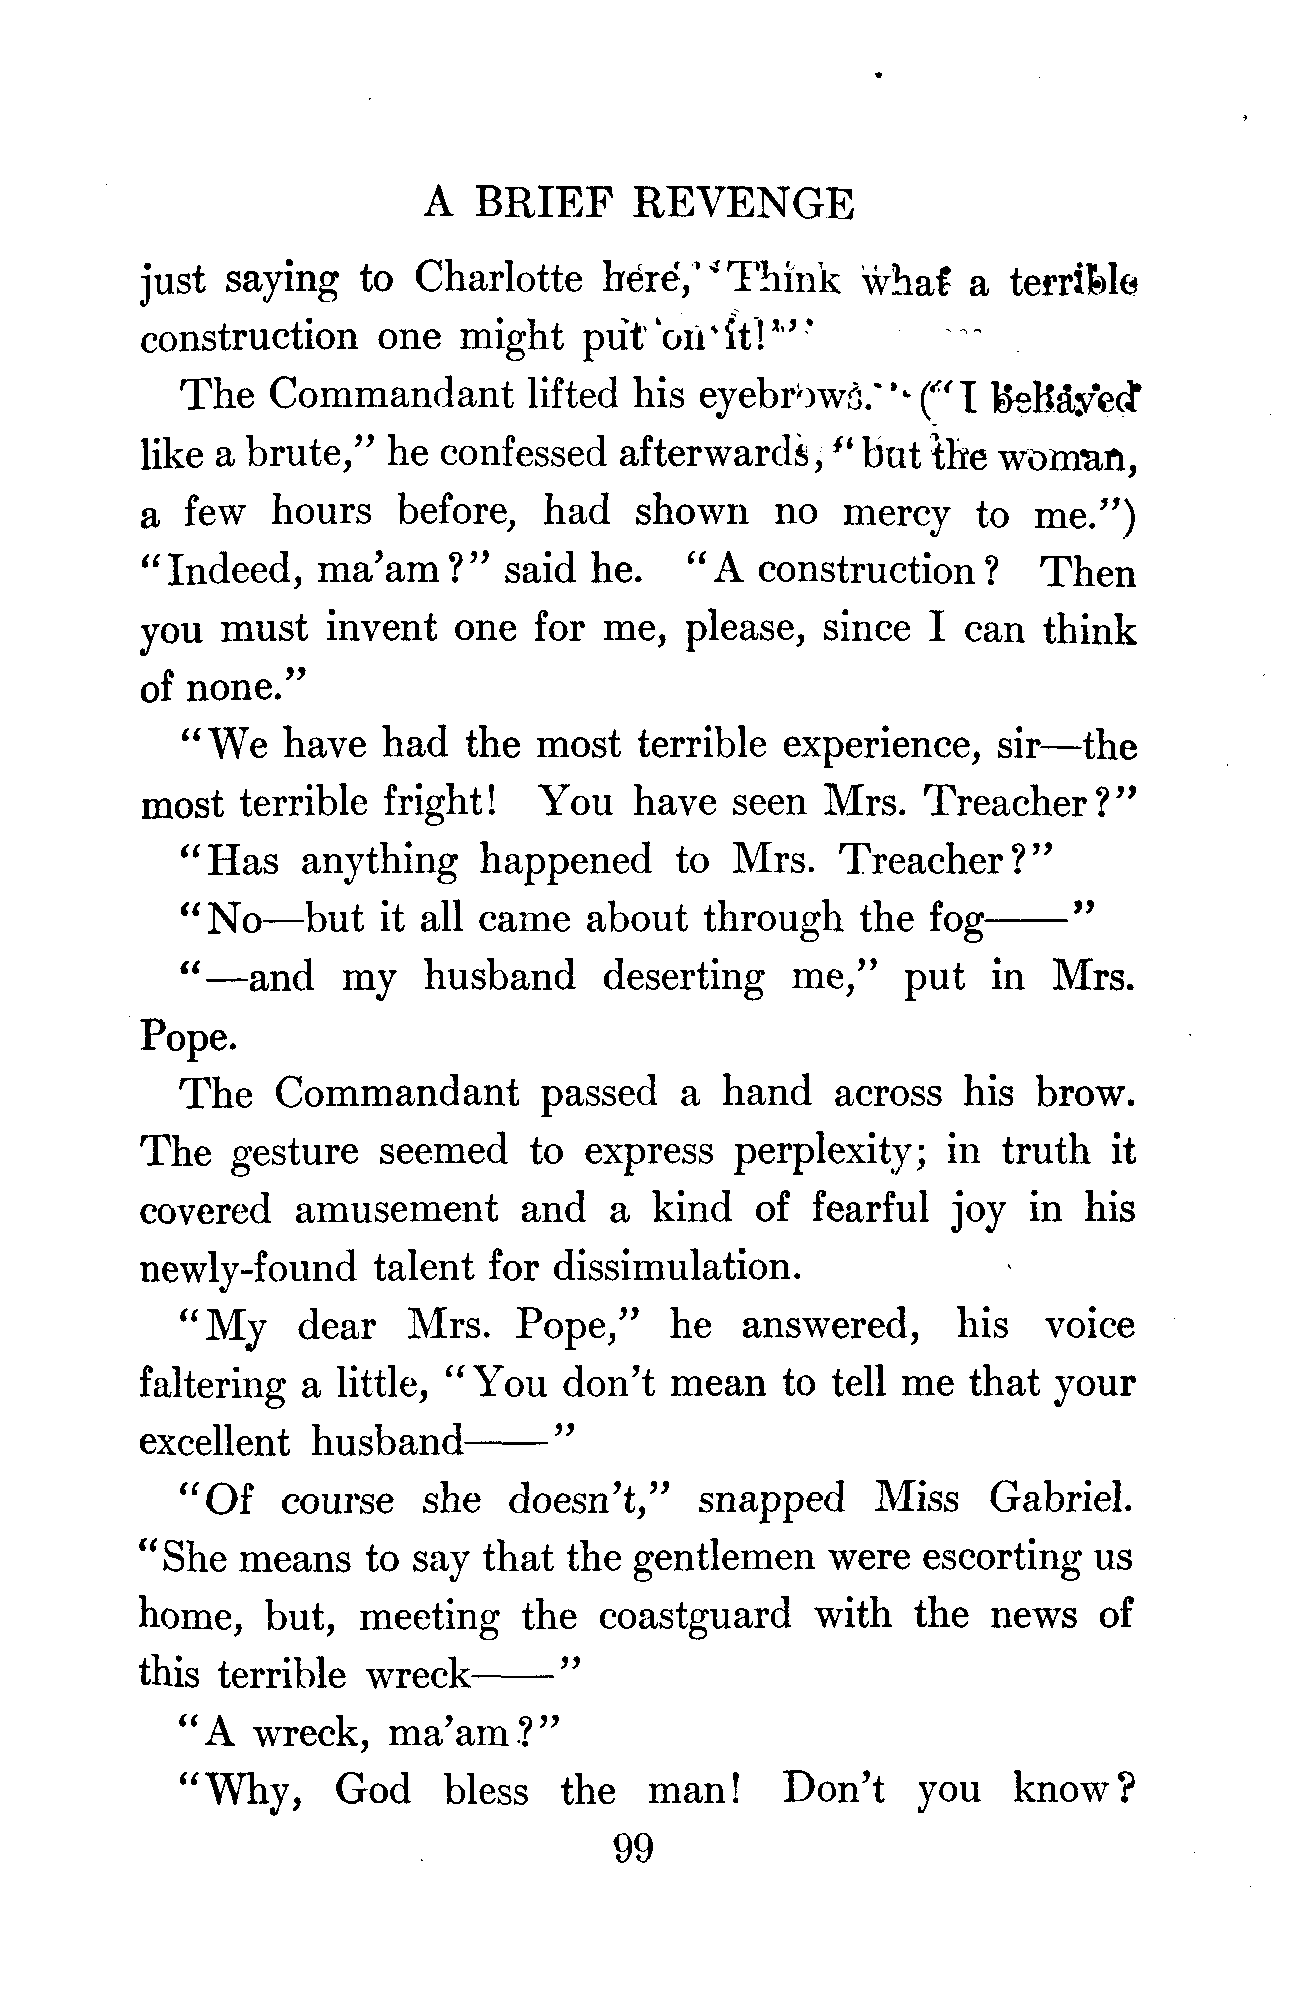 A BRIEF REVENGE
just saying to Charlotte here, 'Think what a terrible
construction one might put on it!'"
The Commandant lifted his eyebrows. ("I behaved
like a brute," he confessed afterwards, "but the woman,
a few hours before, had shown no mercy to me.")
"Indeed, ma'am?" said he. "A construction? Then
you must invent one for me, please, since I can think
of none."
"We have had the most terrible experience, sir—the
most terrible fright! You have seen Mrs. Treacher?"
"Has anything happened to Mrs. Treacher?"
"No—but it all came about through the fog——"
"—and my husband deserting me," put in Mrs.
Pope.
The Commandant passed a hand across his brow.
The gesture seemed to express perplexity; in truth it
covered amusement and a kind of fearful joy in his
newly-found talent for dissimulation.
"My dear Mrs. Pope," he answered, his voice
faltering a little, "You don't mean to tell me that your
excellent husband——"
"Of course she doesn't," snapped Miss Gabriel.
"She means to say that the gentlemen were escorting us
home, but, meeting the coastguard with the news of
this terrible wreck——"
"A wreck, ma'am?"
"Why, God bless the man! Don't you know?
99